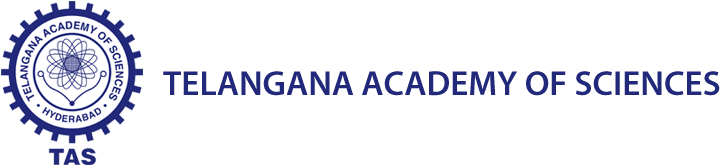 TELANGANA ACADEMY OF SCIENCES
• HYDERABAD •
TAS
TELANGANA ACADEMY OF SCIENCES